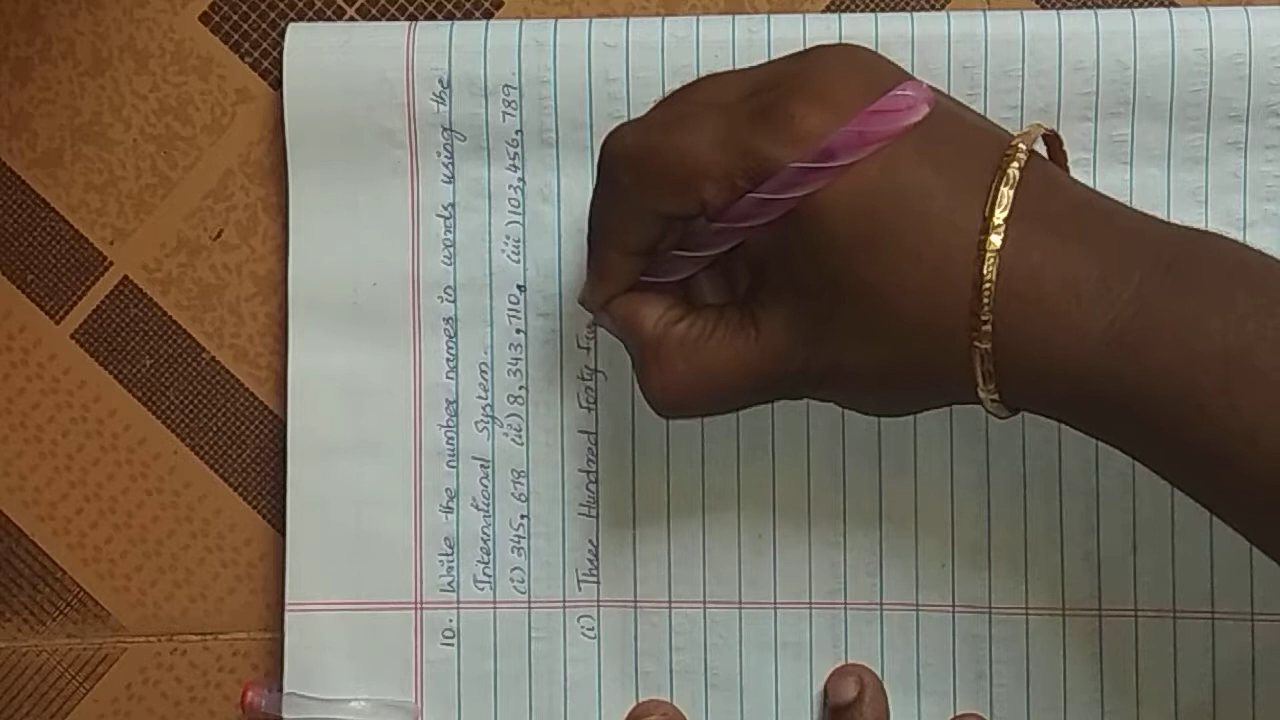 10. Write the number names in words using the
International System.
(i) 345, 678 (ii) 8, 343, 710, (iii) 103, 456, 789.
(i) Three Hundred Forty